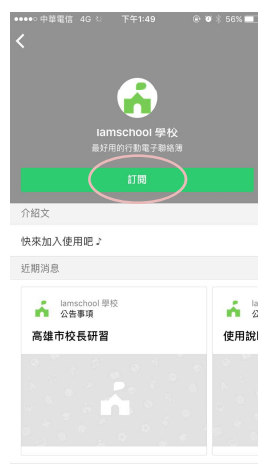 中華電信 4G 下午1:49 56%
Iamschool 學校
最好用的行動電子聯絡簿
訂閱
介紹文
快來加入使用吧♪
近期消息
Iamschool 學校
公告事項
高雄市校長研習
Ia
公
使用說